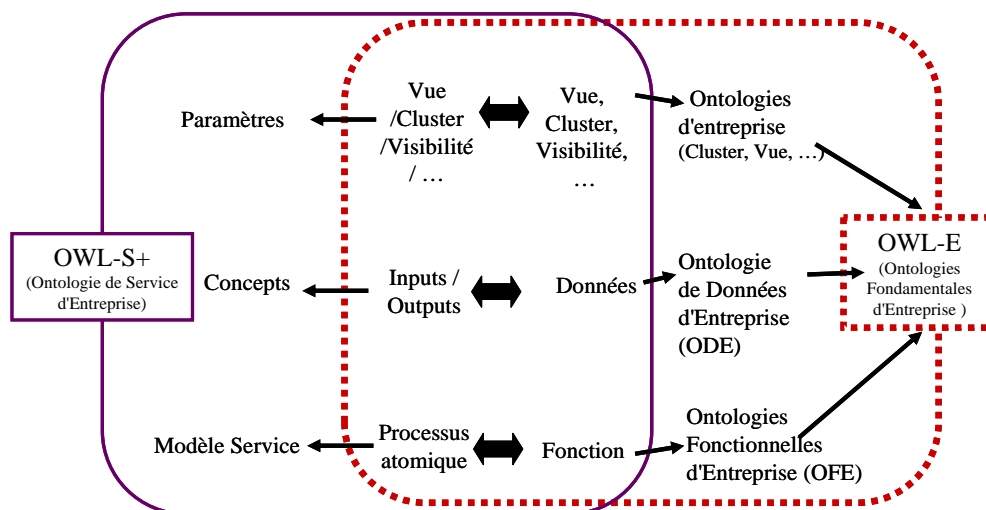 Paramètres
Vue
/Cluster
/Visibilité
/ …
Vue,
Cluster,
Visibilité,
…
Ontologies
d'entreprise
(Cluster, Vue, …)
OWL-S+
(Ontologie de Service
d'Entreprise)
Concepts
Inputs /
Outputs
Données
Ontologie
de Données
d'Entreprise
(ODE)
OWL-E
(Ontologies
Fondamentales
d'Entreprise )
Modèle Service
Processus
atomique
Fonction
Ontologies
Fonctionnelles
d'Entreprise (OFE)